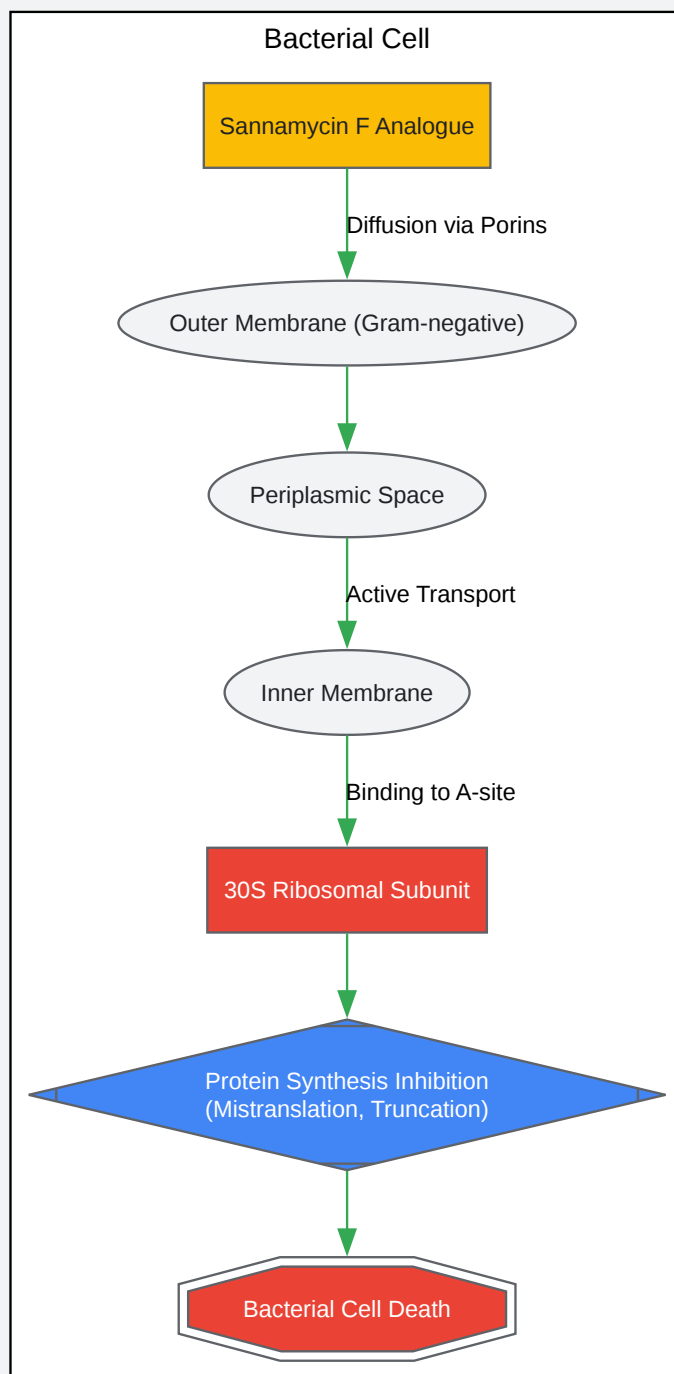 Bacterial Cell
Sannamycin F Analogue
Diffusion via Porins
Outer Membrane (Gram-negative)
Periplasmic Space
Active Transport
Inner Membrane
Binding to A-site
30S Ribosomal Subunit
Protein Synthesis Inhibition
(Mistranslation, Truncation)
Bacterial Cell Death